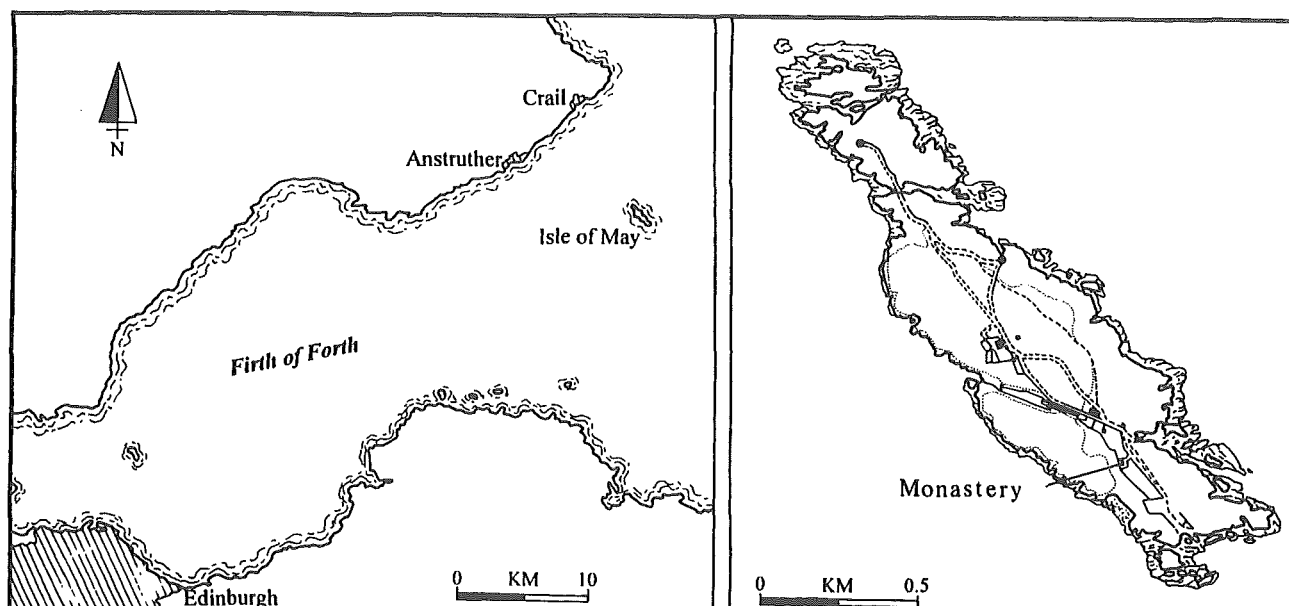 Crail
N
Anstruther
Isle of May
Firth of Forth
Edinburgh
0 KM 10
Monastery
0 KM 0.5